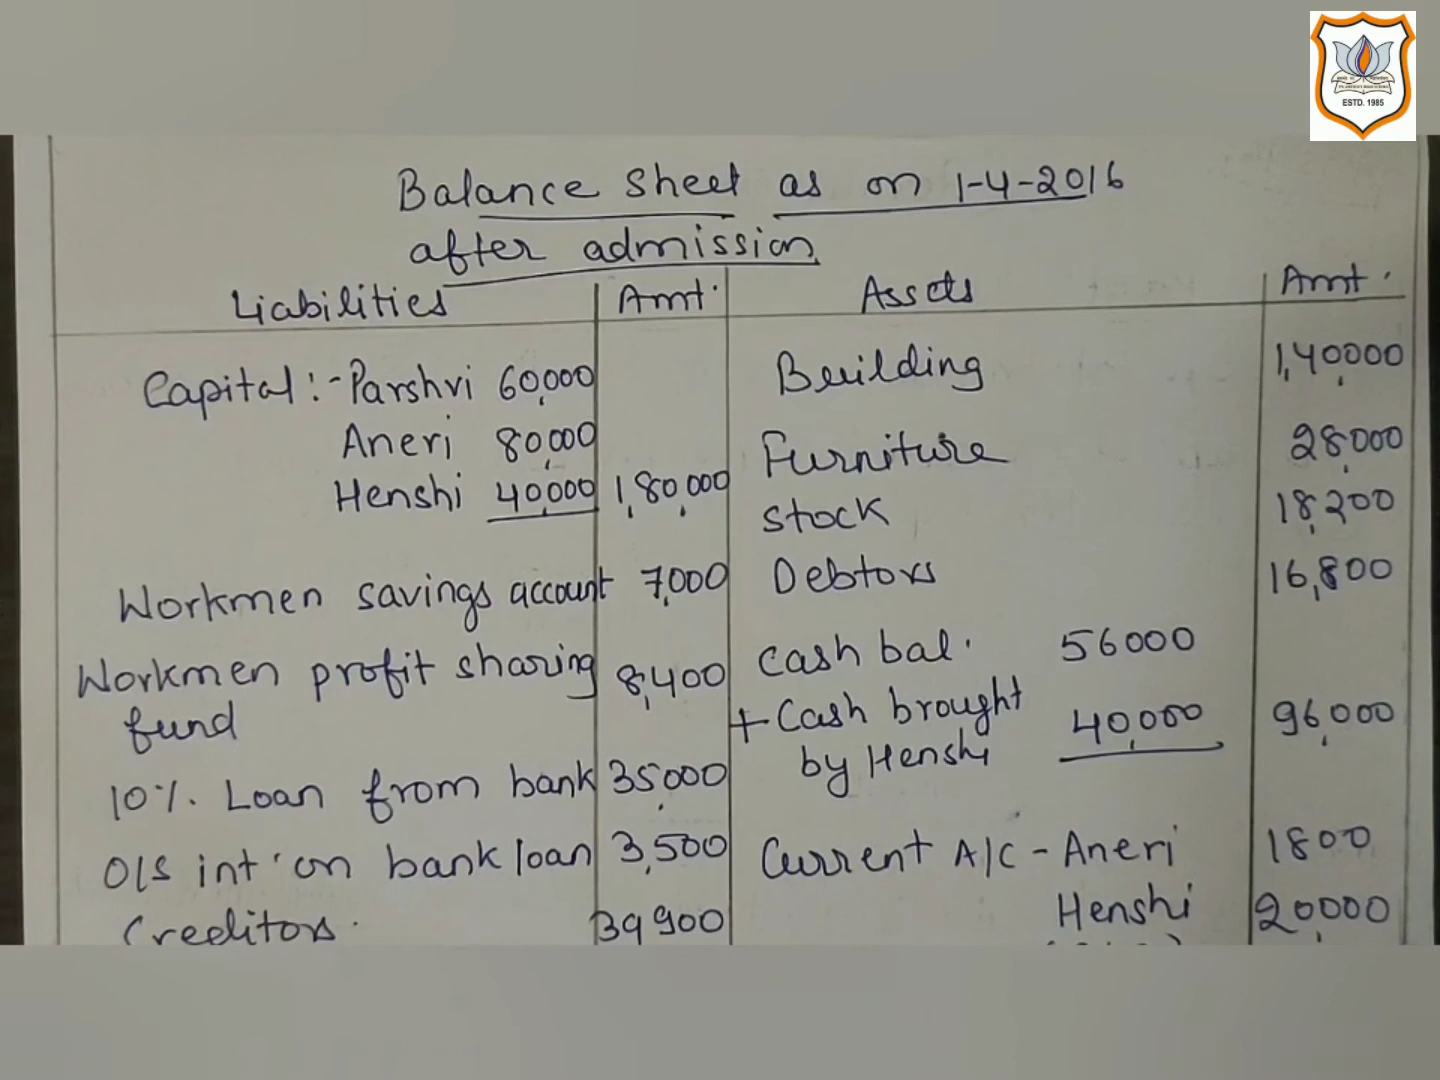 ESTD. 1985
Balance sheet as on 1-4-2016
after admission
Liabilities Amt. Assets Amt.
Capital :- Parshvi 60,000 Building 1,40,000
Aneri 80,000 Furniture 28,000
Henshi 40,000 1,80,000 Stock 18,200
Workmen savings account 7,000 Debtors 16,800
Workmen profit sharing fund 8,400 Cash bal. 56000
+ Cash brought by Henshi 40,000 96,000
10%. Loan from bank 35,000
O/S int. on bank loan 3,500 Current A/C - Aneri 1800
Creditors. 39,900 Henshi 20,000